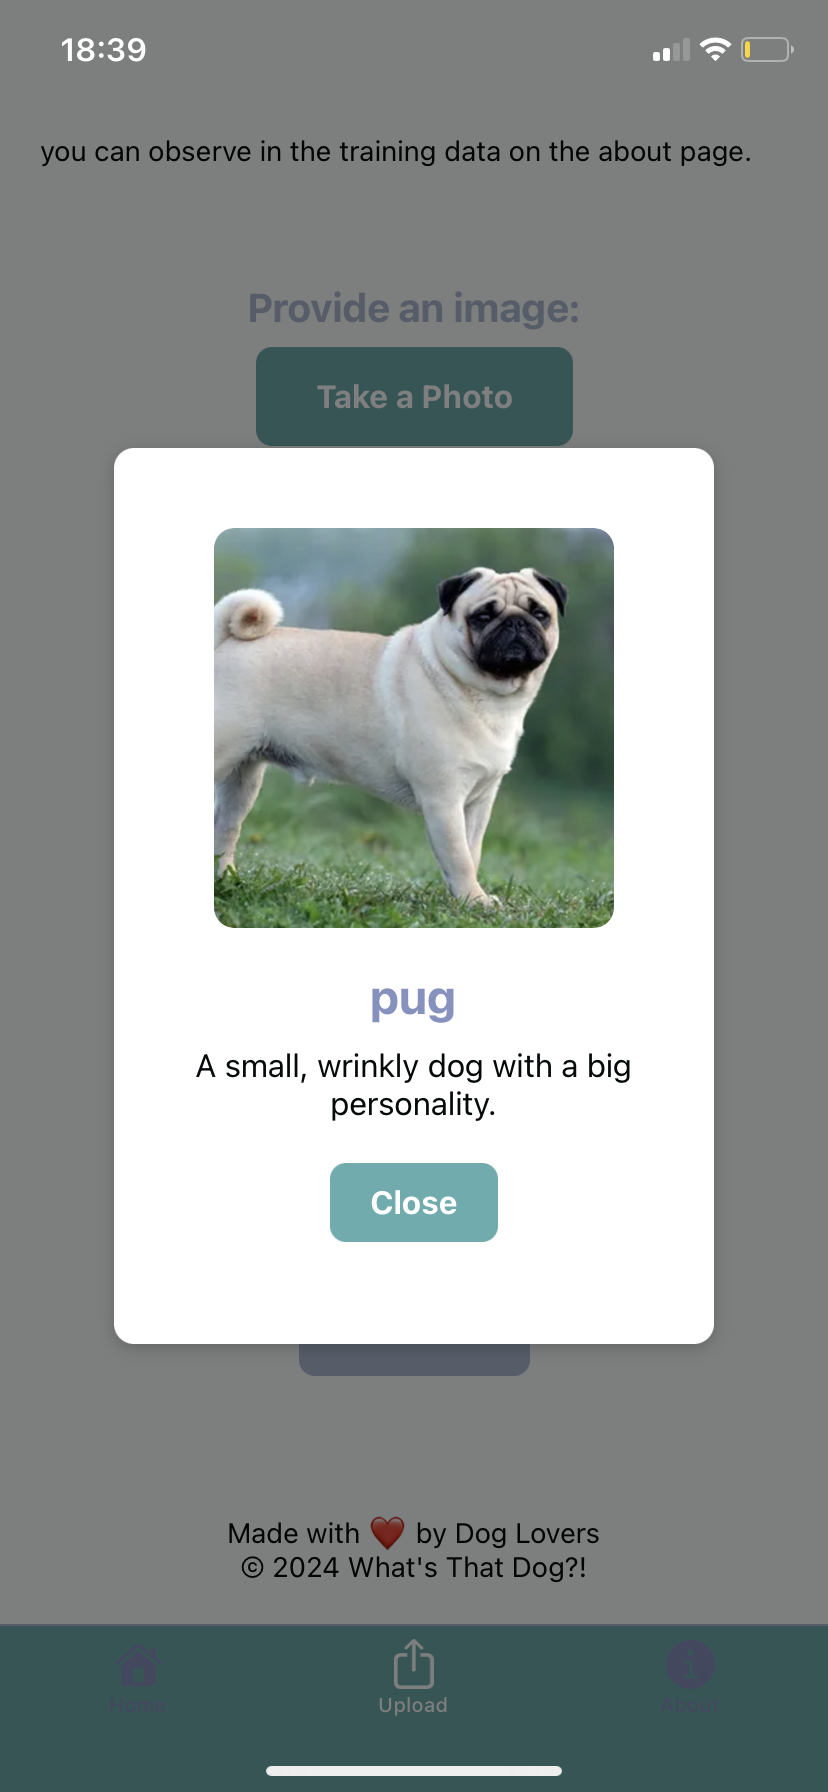 18:39
you can observe in the training data on the about page.
Provide an image:
Take a Photo
pug
A small, wrinkly dog with a big
personality.
Close
Made with ❤️ by Dog Lovers
© 2024 What's That Dog?!
Home
Upload
About